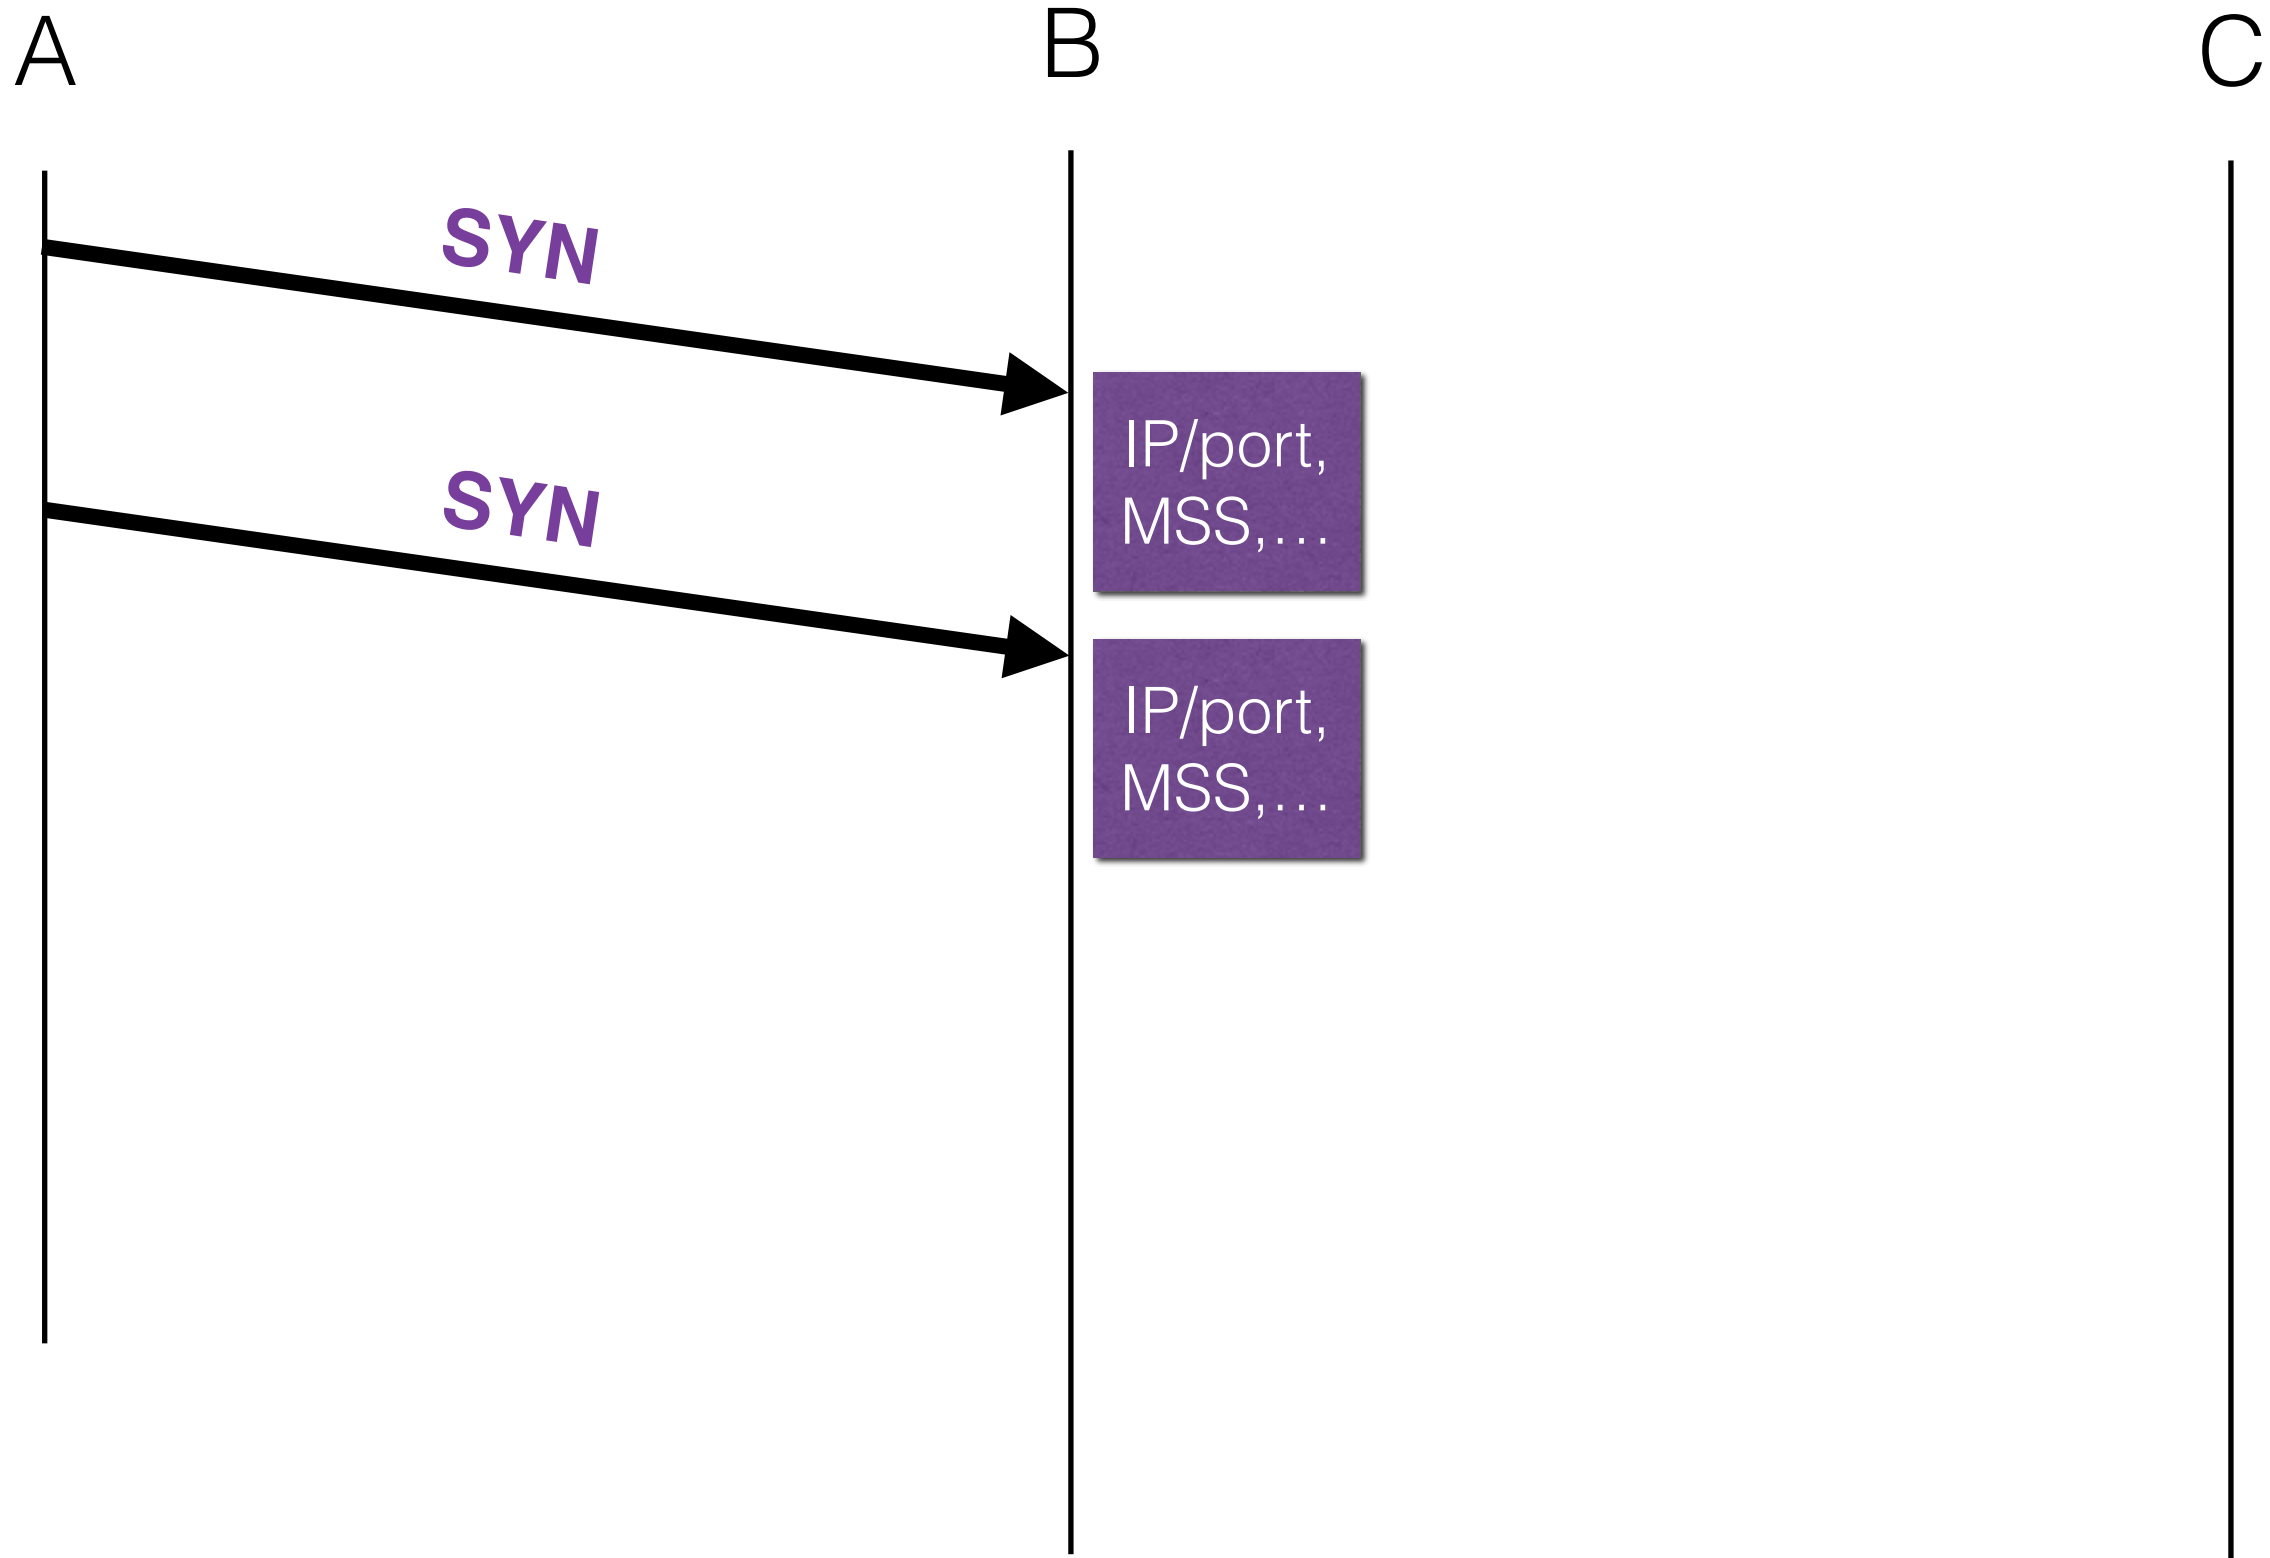 A
B
C
SYN
IP/port,
MSS,…
SYN
IP/port,
MSS,…